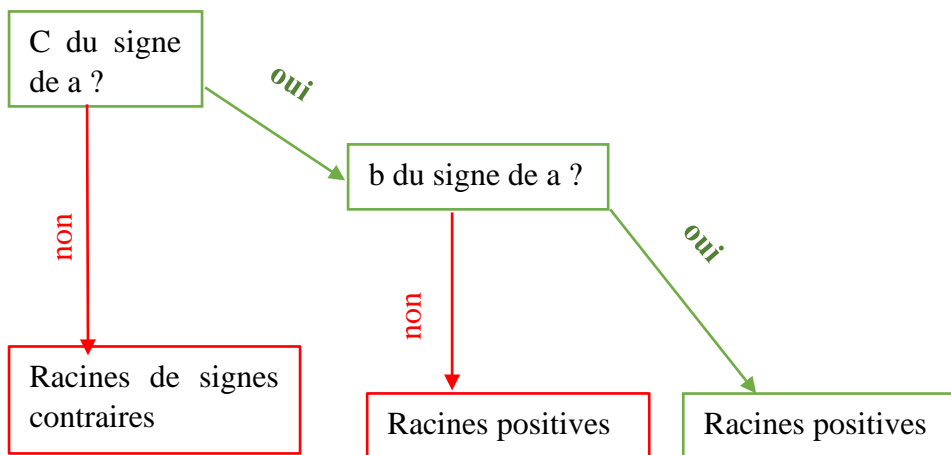 C du signe
de a ?
oui
b du signe de a ?
non
oui
non
Racines de signes
contraires
Racines positives
Racines positives